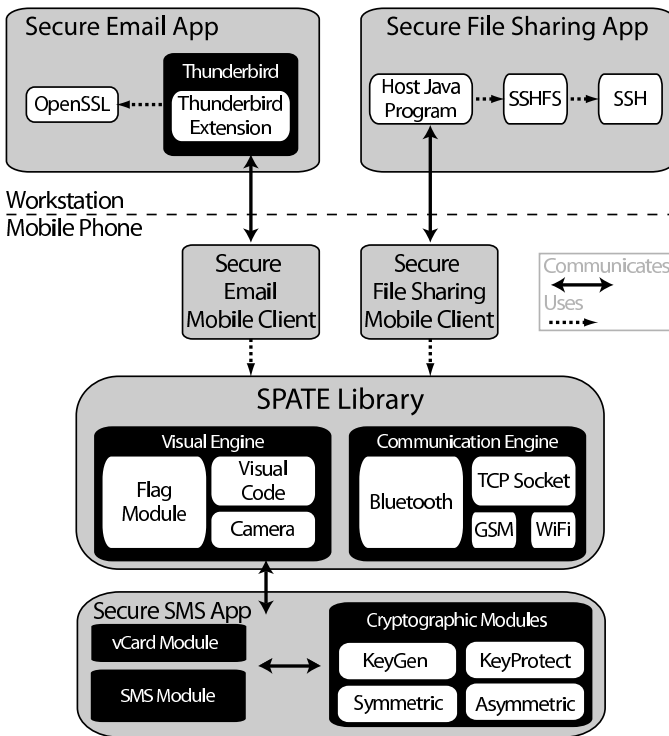 Secure Email App
Thunderbird
OpenSSL
Thunderbird
Extension
Secure File Sharing App
Host Java
Program
SSHFS
SSH
Workstation
Mobile Phone
Secure
Email
Mobile Client
Secure
File Sharing
Mobile Client
Communicates
Uses
SPATE Library
Visual Engine
Flag
Module
Visual
Code
Camera
Communication Engine
Bluetooth
TCP Socket
GSM
WiFi
Secure SMS App
vCard Module
SMS Module
Cryptographic Modules
KeyGen
KeyProtect
Symmetric
Asymmetric